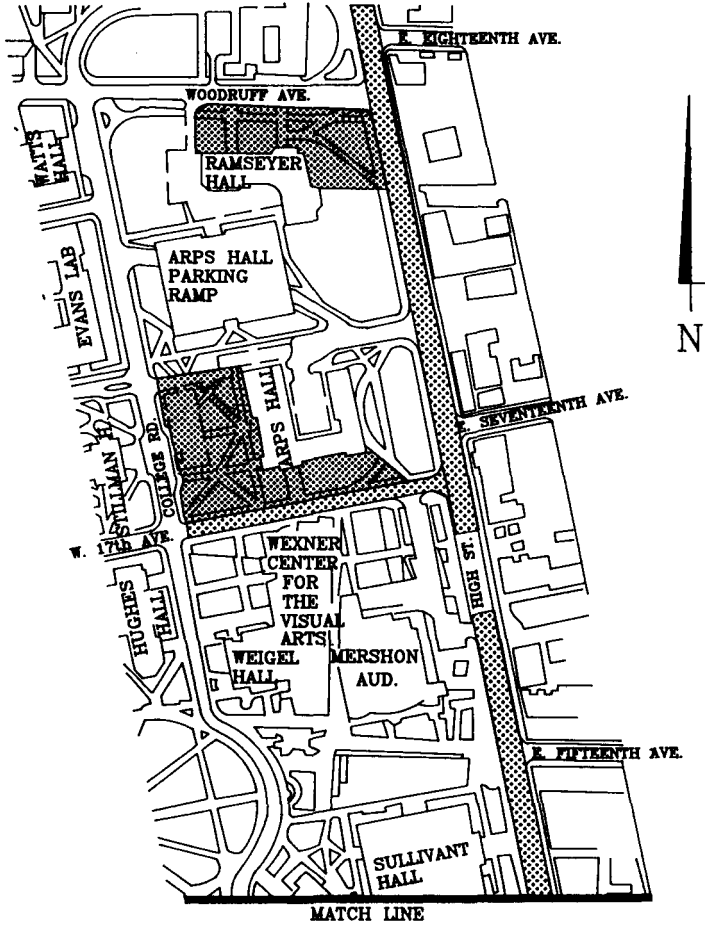 E. EIGHTEENTH AVE.
WOODRUFF AVE.
WATTS
HALL
RAMSEYER
HALL
ARPS HALL
PARKING
RAMP
EVANS LAB
N
ARPS HALL
E. SEVENTEENTH AVE.
STILLMAN H.
COLLEGE RD.
W. 17th AVE.
WEXNER
CENTER
FOR
THE
VISUAL
ARTS
HIGH ST.
HUGHES
HALL
WEIGEL
HALL
MERSHON
AUD.
E. FIFTEENTH AVE.
SULLIVANT
HALL
MATCH LINE